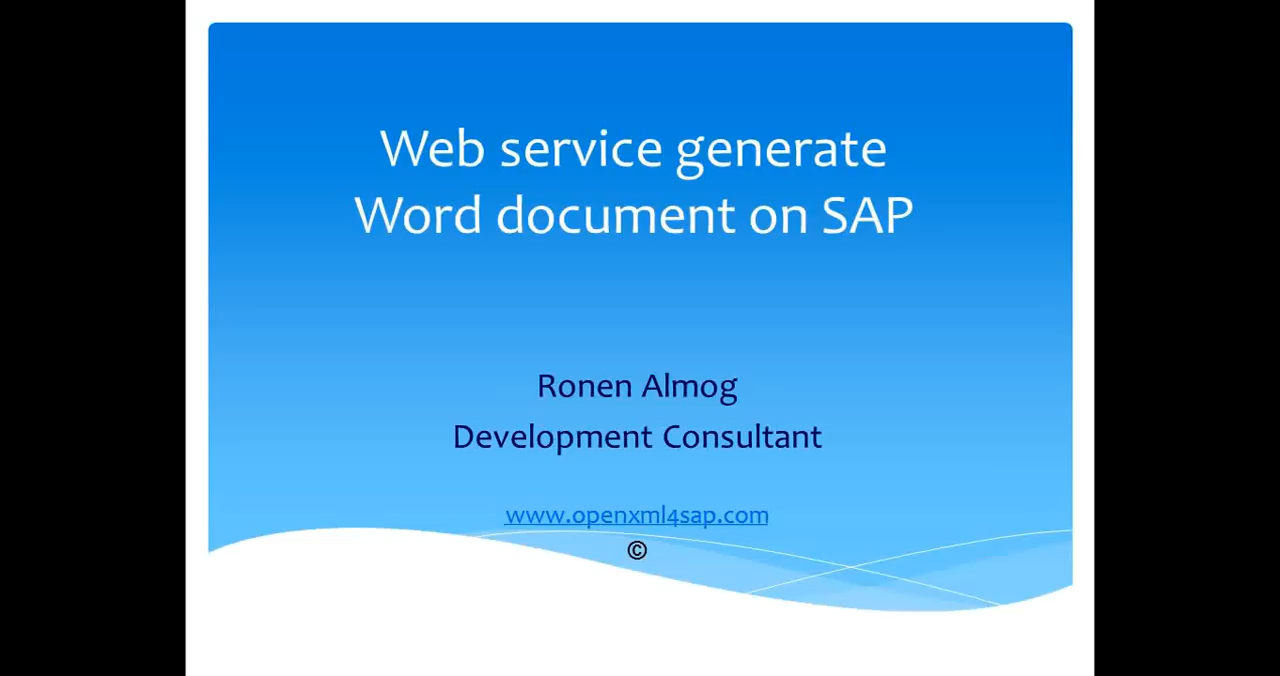 Web service generate
Word document on SAP
Ronen Almog
Development Consultant
www.openxml4sap.com
©